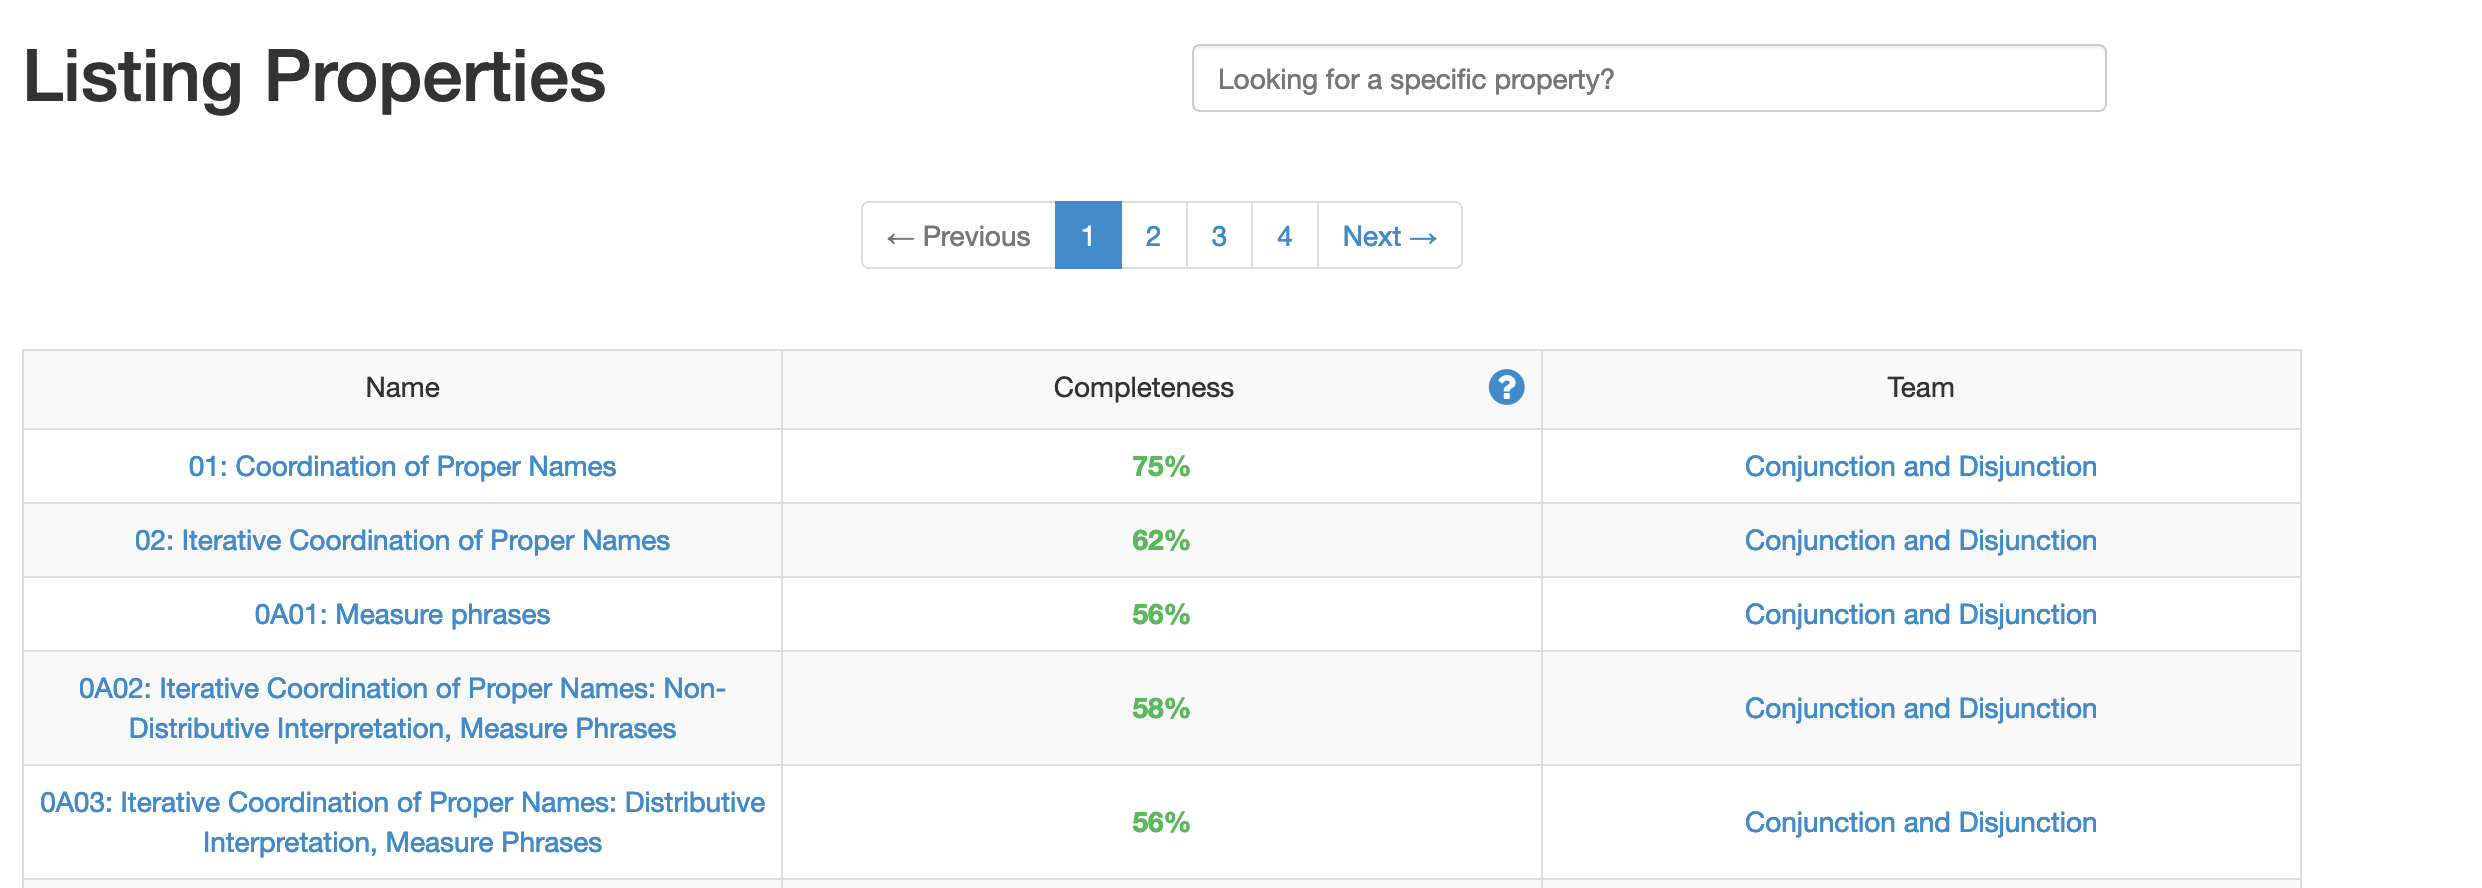 Listing Properties
Looking for a specific property?
← Previous 1 2 3 4 Next →
Name Completeness ? Team
01: Coordination of Proper Names 75% Conjunction and Disjunction
02: Iterative Coordination of Proper Names 62% Conjunction and Disjunction
0A01: Measure phrases 56% Conjunction and Disjunction
0A02: Iterative Coordination of Proper Names: Non-
Distributive Interpretation, Measure Phrases
58% Conjunction and Disjunction
0A03: Iterative Coordination of Proper Names: Distributive
Interpretation, Measure Phrases
56% Conjunction and Disjunction